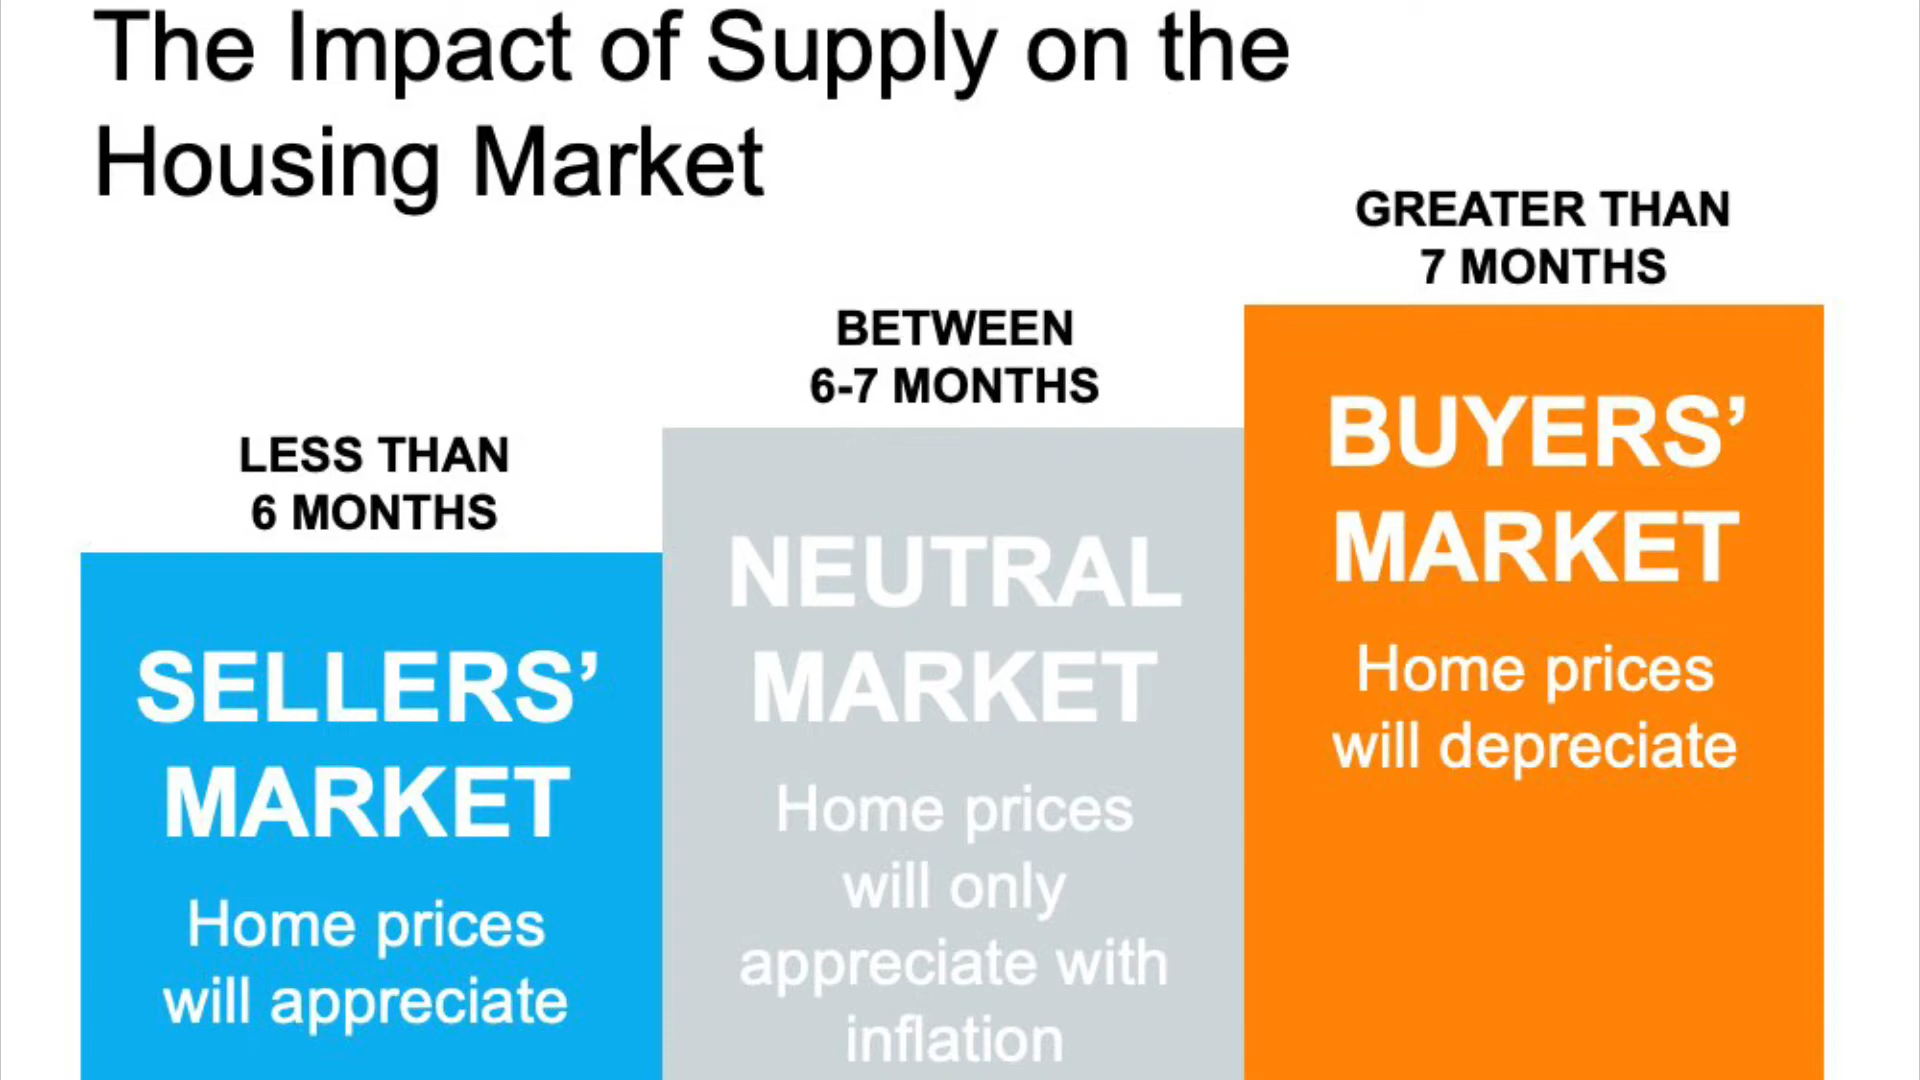 The Impact of Supply on the
Housing Market
LESS THAN
6 MONTHS
SELLERS’
MARKET
Home prices
will appreciate
BETWEEN
6-7 MONTHS
NEUTRAL
MARKET
Home prices
will only
appreciate with
inflation
GREATER THAN
7 MONTHS
BUYERS’
MARKET
Home prices
will depreciate